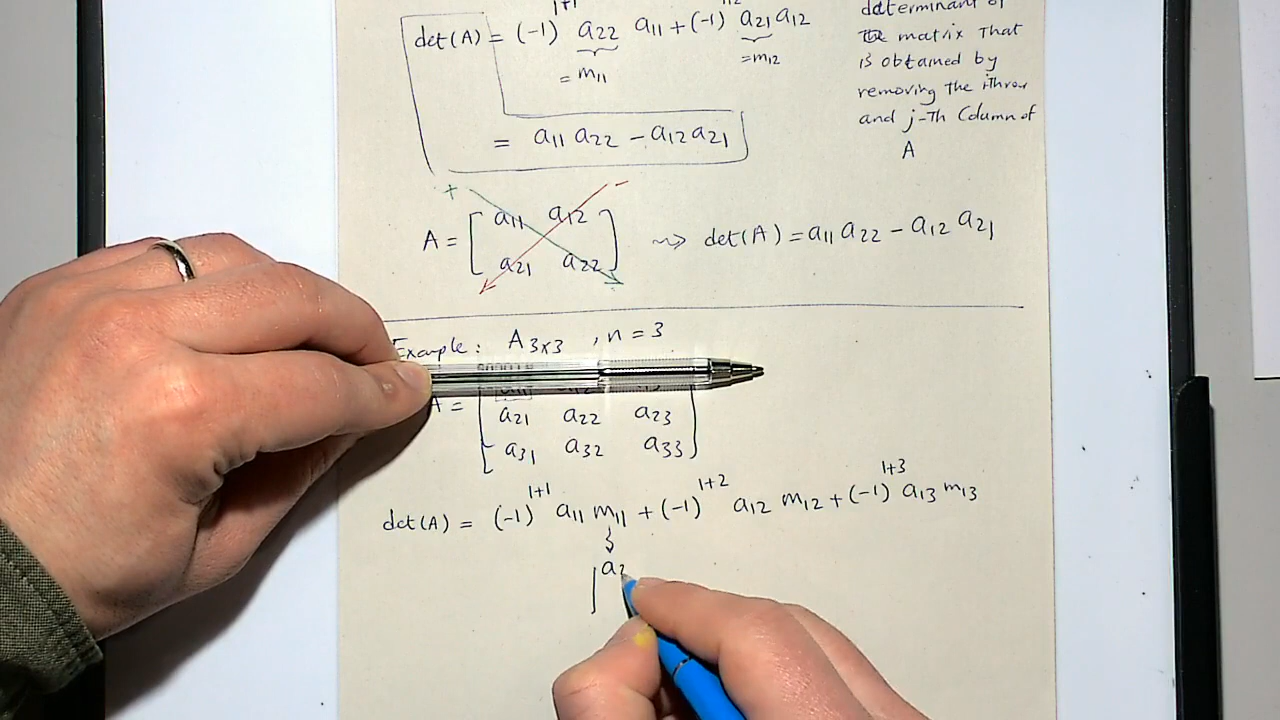 det(A) = (-1)^{1+1} a22 a11 + (-1) a21 a12
= m11
= m12
= a11 a22 - a12 a21
determinant of
the matrix that
is obtained by
removing the i-th row
and j-Th Column of
A
+ -
A = [ a11 a12
a21 a22 ] ⇝ det(A) = a11 a22 - a12 a21
Example: A 3x3 , n = 3
A = [
a21 a22 a23
a31 a32 a33 ]
det(A) = (-1)^{1+1} a11 m11 + (-1)^{1+2} a12 m12 + (-1)^{1+3} a13 m13
| a2